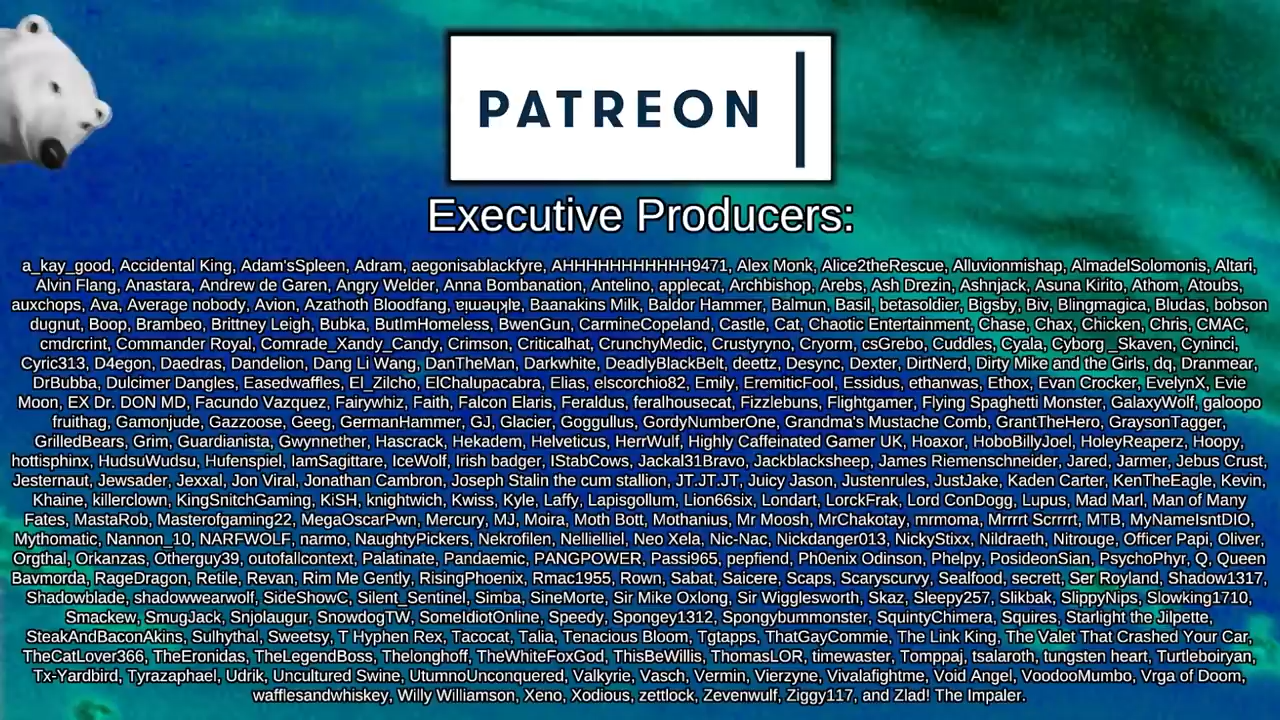 PATREON
Executive Producers:
a_kay_good, Accidental King, Adam'sSpleen, Adram, aegonisablackfyre, AHHHHHHHHHHH9471, Alex Monk, Alice2theRescue, Alluvionmishap, AlmadelSolomonis, Altari,
Alvin Flang, Anastara, Andrew de Garen, Angry Welder, Anna Bombanation, Antelino, applecat, Archbishop, Arebs, Ash Drezin, Ashnjack, Asuna Kirito, Athom, Atoubs,
auxchops, Ava, Average nobody, Avion, Azathoth Bloodfang, Baanakins Milk, Baldor Hammer, Balmun, Basil, betasoldier, Bigsby, Biv, Blingmagica, Bludas, bobson
dugnut, Boop, Brambeo, Brittney Leigh, Bubka, ButImHomeless, BwenGun, CarmineCopeland, Castle, Cat, Chaotic Entertainment, Chase, Chax, Chicken, Chris, CMAC,
cmdrcrint, Commander Royal, Comrade_Xandy_Candy, Crimson, Criticalhat, CrunchyMedic, Crustyryno, Cryorm, csGrebo, Cuddles, Cyala, Cyborg _Skaven, Cyninci,
Cyric313, D4egon, Daedras, Dandelion, Dang Li Wang, DanTheMan, Darkwhite, DeadlyBlackBelt, deettz, Desync, Dexter, DirtNerd, Dirty Mike and the Girls, dq, Dranmear,
DrBubba, Dulcimer Dangles, Easedwaffles, El_Zilcho, ElChalupacabra, Elias, elscorchio82, Emily, EremiticFool, Essidus, ethanwas, Ethox, Evan Crocker, EvelynX, Evie
Moon, EX Dr. DON MD, Facundo Vazquez, Fairywhiz, Faith, Falcon Elaris, Feraldus, feralhousecat, Fizzlebuns, Flightgamer, Flying Spaghetti Monster, GalaxyWolf, galoopo
fruithag, Gamonjude, Gazzoose, Geeg, GermanHammer, GJ, Glacier, Goggullus, GordyNumberOne, Grandma's Mustache Comb, GrantTheHero, GraysonTagger,
GrilledBears, Grim, Guardianista, Gwynnether, Hascrack, Hekadem, Helveticus, HerrWulf, Highly Caffeinated Gamer UK, Hoaxor, HoboBillyJoel, HoleyReaperz, Hoopy,
hottisphinx, HudsuWudsu, Hufenspiel, IamSagittare, IceWolf, Irish badger, IStabCows, Jackal31Bravo, Jackblacksheep, James Riemenschneider, Jared, Jarmer, Jebus Crust,
Jesternaut, Jewsader, Jexxal, Jon Viral, Jonathan Cambron, Joseph Stalin the cum stallion, JT.JT.JT, Juicy Jason, Justenrules, JustJake, Kaden Carter, KenTheEagle, Kevin,
Khaine, killerclown, KingSnitchGaming, KiSH, knightwich, Kwiss, Kyle, Laffy, Lapisgollum, Lion66six, Londart, LorckFrak, Lord ConDogg, Lupus, Mad Marl, Man of Many
Fates, MastaRob, Masterofgaming22, MegaOscarPwn, Mercury, MJ, Moira, Moth Bott, Mothanius, Mr Moosh, MrChakotay, mrmoma, Mrrrrt Scrrrrt, MTB, MyNameIsntDIO,
Mythomatic, Nannon_10, NARFWOLF, narmo, NaughtyPickers, Nekrofilen, Nellielliel, Neo Xela, Nic-Nac, Nickdanger013, NickyStixx, Nildraeth, Nitrouge, Officer Papi, Oliver,
Orgthal, Orkanzas, Otherguy39, outofallcontext, Palatinate, Pandaemic, PANGPOWER, Passi965, pepfiend, Ph0enix Odinson, Phelpy, PosideonSian, PsychoPhyr, Q, Queen
Bavmorda, RageDragon, Retile, Revan, Rim Me Gently, RisingPhoenix, Rmac1955, Rown, Sabat, Saicere, Scaps, Scaryscurvy, Sealfood, secrett, Ser Royland, Shadow1317,
Shadowblade, shadowwearwolf, SideShowC, Silent_Sentinel, Simba, SineMorte, Sir Mike Oxlong, Sir Wigglesworth, Skaz, Sleepy257, Slikbak, SlippyNips, Slowking1710,
Smackew, SmugJack, Snjolaugur, SnowdogTW, SomeIdiotOnline, Speedy, Spongey1312, Spongybummonster, SquintyChimera, Squires, Starlight the Jilpette,
SteakAndBaconAkins, Sulhythal, Sweetsy, T Hyphen Rex, Tacocat, Talia, Tenacious Bloom, Tgtapps, ThatGayCommie, The Link King, The Valet That Crashed Your Car,
TheCatLover366, TheEronidas, TheLegendBoss, Thelonghoff, TheWhiteFoxGod, ThisBeWillis, ThomasLOR, timewaster, Tomppaj, tsalaroth, tungsten heart, Turtleboiryan,
Tx-Yardbird, Tyrazaphael, Udrik, Uncultured Swine, UtumnoUnconquered, Valkyrie, Vasch, Vermin, Vierzyne, Vivalafightme, Void Angel, VoodooMumbo, Vrga of Doom,
wafflesandwhiskey, Willy Williamson, Xeno, Xodious, zettlock, Zevenwulf, Ziggy117, and Zlad! The Impaler.